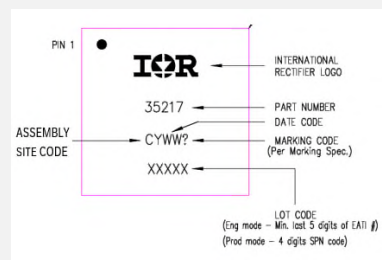 PIN 1
IOR
INTERNATIONAL
RECTIFIER LOGO
35217
PART NUMBER
DATE CODE
ASSEMBLY
SITE CODE
CYWW?
MARKING CODE
(Per Marking Spec.)
XXXXX
LOT CODE
(Eng mode – Min. last 5 digits of EATI #)
(Prod mode – 4 digits SPN code)